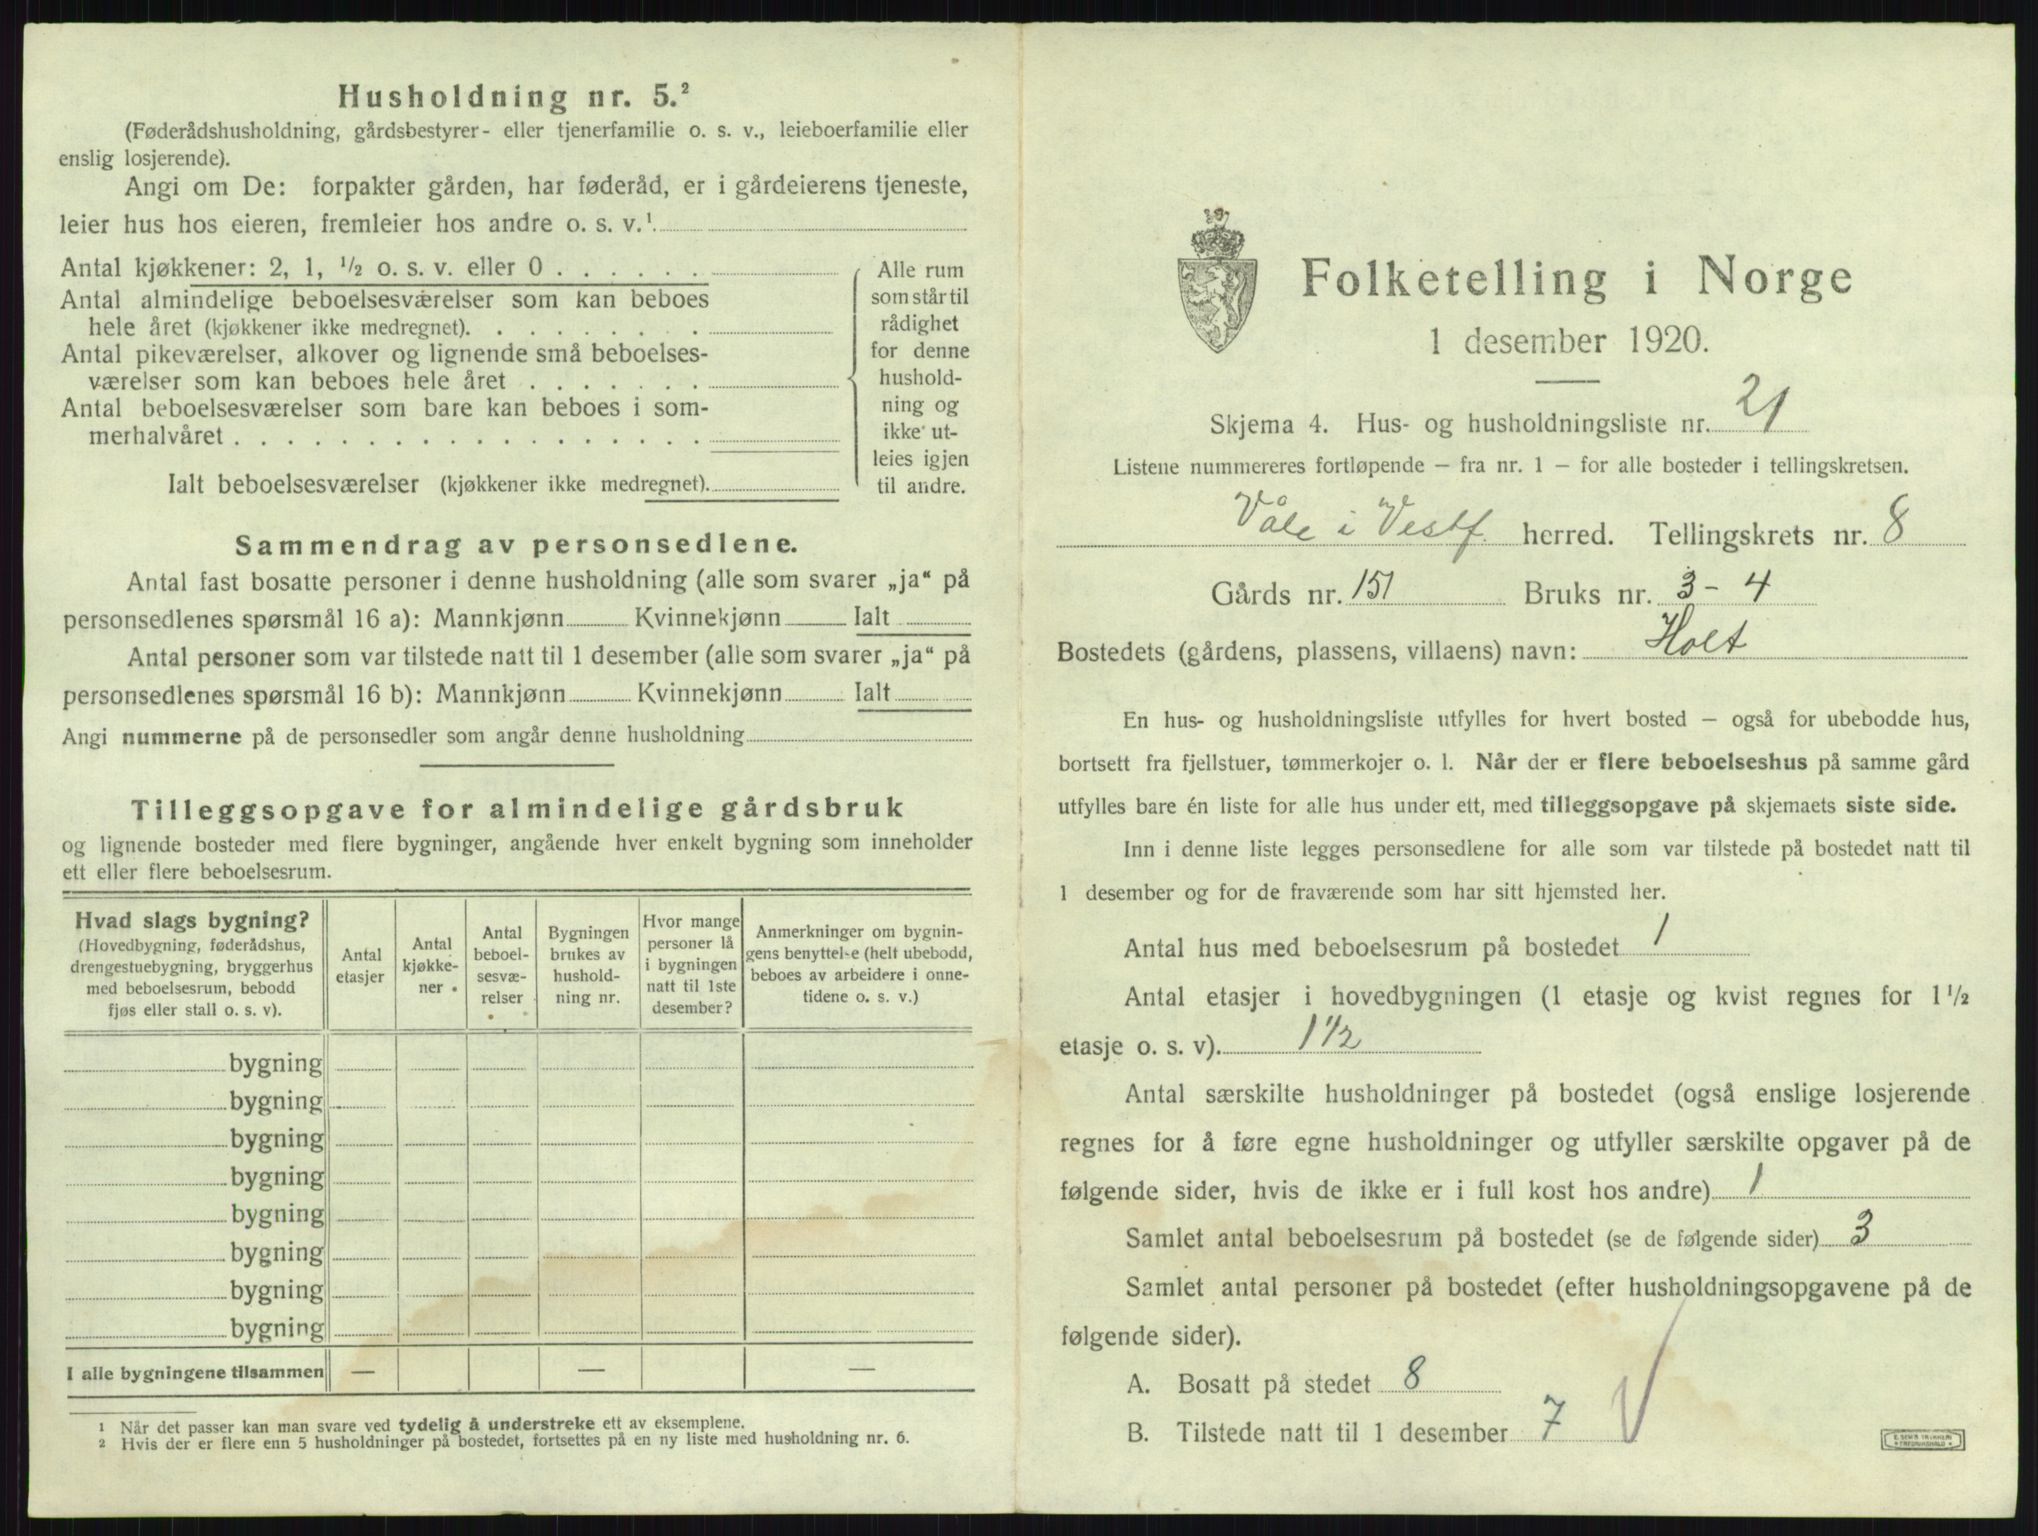 Husholdning nr. 5.²
(Føderådshusholdning, gårdsbestyrer- eller tjenerfamilie o. s. v., leieboerfamilie eller
enslig losjerende).
Angi om De: forpakter gården, har føderåd, er i gårdeierens tjeneste,
leier hus hos eieren, fremleier hos andre o. s. v.¹
Antal kjøkkener: 2, 1, ½ o. s. v. eller 0 . . . . . .
Antal almindelige beboelsesværelser som kan beboes
hele året (kjøkkener ikke medregnet). . . . . . . . .
Antal pikeværelser, alkover og lignende små beboelses-
værelser som kan beboes hele året . . . . . . .
Antal beboelsesværelser som bare kan beboes i som-
merhalvåret . . . . . . . . . . . . . . . . . .
Ialt beboelsesværelser (kjøkkener ikke medregnet).
Alle rum
som står til
rådighet
for denne
hushold-
ning og
ikke ut-
leies igjen
til andre.
Sammendrag av personsedlene.
Antal fast bosatte personer i denne husholdning (alle som svarer „ja“ på
personsedlenes spørsmål 16 a): Mannkjønn Kvinnekjønn Ialt
Antal personer som var tilstede natt til 1 desember (alle som svarer „ja“ på
personsedlenes spørsmål 16 b): Mannkjønn Kvinnekjønn Ialt
Angi nummerne på de personsedler som angår denne husholdning
Tilleggsopgave for almindelige gårdsbruk
og lignende bosteder med flere bygninger, angående hver enkelt bygning som inneholder
ett eller flere beboelsesrum.
Hvad slags bygning?
(Hovedbygning, føderådshus,
drengestuebygning, bryggerhus
med beboelsesrum, bebodd
fjøs eller stall o. s. v).
Antal
etasjer
Antal
kjøkke-
ner
Antal
beboel-
sesvæ-
relser
Bygningen
brukes av
hushold-
ning nr.
Hvor mange
personer lå
i bygningen
natt til 1ste
desember?
Anmerkninger om bygnin-
gens benyttelse (helt ubebodd,
beboes av arbeidere i onne-
tidene o. s. v.)
bygning
bygning
bygning
bygning
bygning
bygning
bygning
bygning
I alle bygningene tilsammen — — —
¹ Når det passer kan man svare ved tydelig å understreke ett av eksemplene.
² Hvis der er flere enn 5 husholdninger på bostedet, fortsettes på en ny liste med husholdning nr. 6.
Folketelling i Norge
1 desember 1920.
Skjema 4. Hus- og husholdningsliste nr. 21
Listene nummereres fortløpende – fra nr. 1 – for alle bosteder i tellingskretsen.
Våle i Vestf. herred. Tellingskrets nr. 8
Gårds nr. 151 Bruks nr. 3 - 4
Bostedets (gårdens, plassens, villaens) navn: Holt
En hus- og husholdningsliste utfylles for hvert bosted – også for ubebodde hus,
bortsett fra fjellstuer, tømmerkojer o. l. Når der er flere beboelseshus på samme gård
utfylles bare én liste for alle hus under ett, med tilleggsopgave på skjemaets siste side.
Inn i denne liste legges personsedlene for alle som var tilstede på bostedet natt til
1 desember og for de fraværende som har sitt hjemsted her.
Antal hus med beboelsesrum på bostedet 1
Antal etasjer i hovedbygningen (1 etasje og kvist regnes for 1½
etasje o. s. v). 1½
Antal særskilte husholdninger på bostedet (også enslige losjerende
regnes for å føre egne husholdninger og utfyller særskilte opgaver på de
følgende sider, hvis de ikke er i full kost hos andre) 1
Samlet antal beboelsesrum på bostedet (se de følgende sider) 3
Samlet antal personer på bostedet (efter husholdningsopgavene på de
følgende sider).
A. Bosatt på stedet 8
B. Tilstede natt til 1 desember 7 V